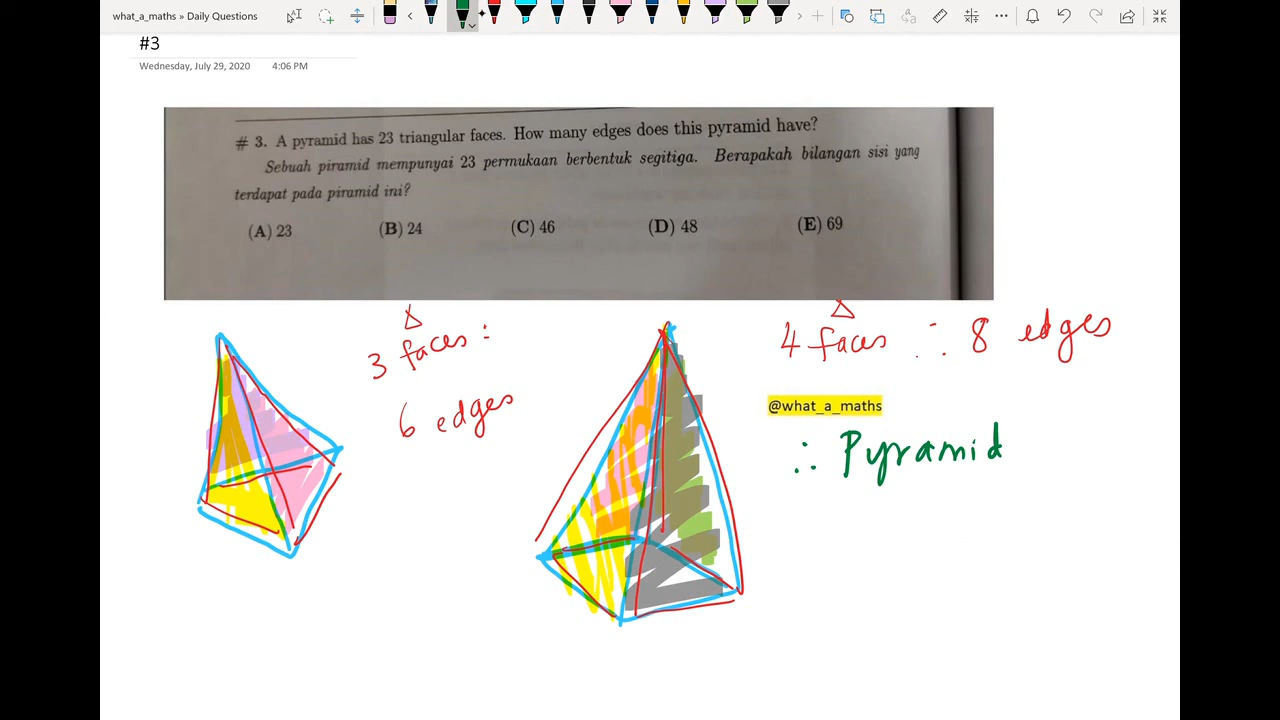 what_a_maths » Daily Questions
#3
Wednesday, July 29, 2020 4:06 PM
# 3. A pyramid has 23 triangular faces. How many edges does this pyramid have?
Sebuah piramid mempunyai 23 permukaan berbentuk segitiga. Berapakah bilangan sisi yang
terdapat pada piramid ini?
(A) 23 (B) 24 (C) 46 (D) 48 (E) 69
Δ
3 faces :
6 edges
Δ
4 faces ∴ 8 edges
@what_a_maths
∴ Pyramid